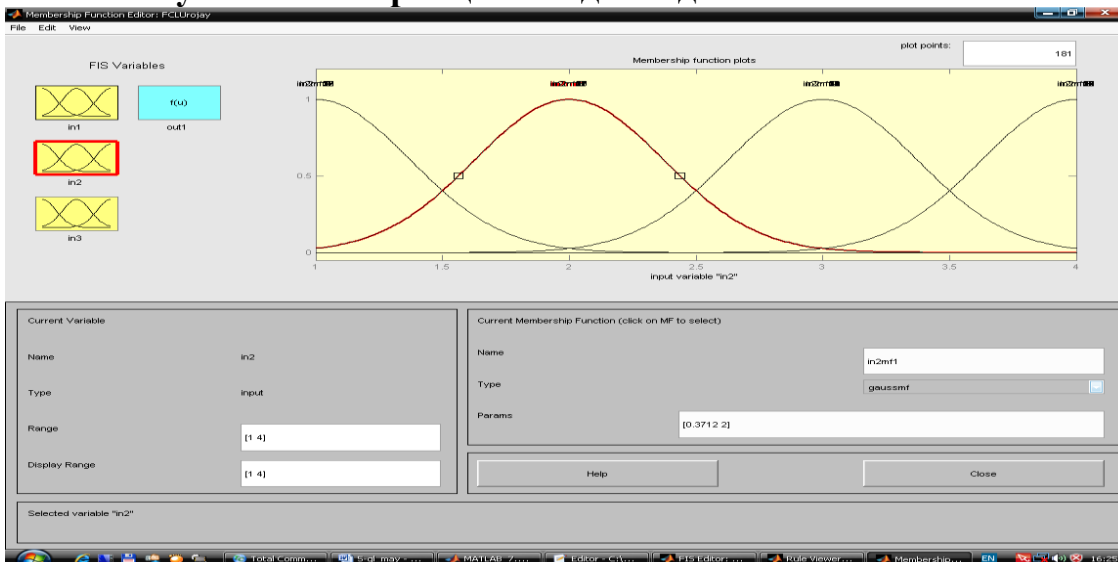 Membership Function Editor: FCLUrojay
File Edit View
FIS Variables
plot points: 181
Membership function plots
f(u)
in1 out1
in2
in3
1
0.5
0
1 1.5 2 2.5 3 3.5 4
input variable "in2"
Current Variable
Name in2
Type input
Range [1 4]
Display Range [1 4]
Current Membership Function (click on MF to select)
Name in2mf1
Type gaussmf
Params [0.3712 2]
Help Close
Selected variable "in2"
Total Comm... 5-gl_may - ... MATLAB 7.... Editor - C:\... FIS Editor: ... Rule Viewer... Membership... EN 16:25